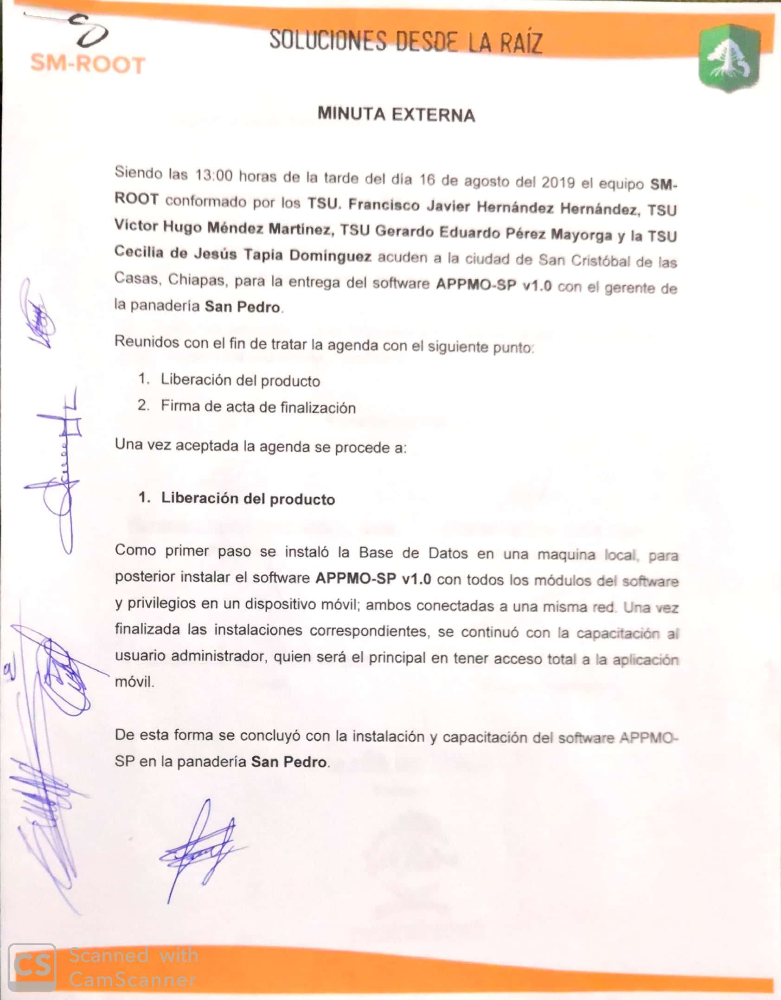 SOLUCIONES DESDE LA RAÍZ
SM-ROOT
MINUTA EXTERNA
Siendo las 13:00 horas de la tarde del día 16 de agosto del 2019 el equipo SM-
ROOT conformado por los TSU. Francisco Javier Hernández Hernández, TSU
Víctor Hugo Méndez Martínez, TSU Gerardo Eduardo Pérez Mayorga y la TSU
Cecilia de Jesús Tapia Domínguez acuden a la ciudad de San Cristóbal de las
Casas, Chiapas, para la entrega del software APPMO-SP v1.0 con el gerente de
la panadería San Pedro.
Reunidos con el fin de tratar la agenda con el siguiente punto:
1. Liberación del producto
2. Firma de acta de finalización
Una vez aceptada la agenda se procede a:
1. Liberación del producto
Como primer paso se instaló la Base de Datos en una maquina local, para
posterior instalar el software APPMO-SP v1.0 con todos los módulos del software
y privilegios en un dispositivo móvil; ambos conectadas a una misma red. Una vez
finalizada las instalaciones correspondientes, se continuó con la capacitación al
usuario administrador, quien será el principal en tener acceso total a la aplicación
móvil.
De esta forma se concluyó con la instalación y capacitación del software APPMO-
SP en la panadería San Pedro.
CS Scanned with
CamScanner